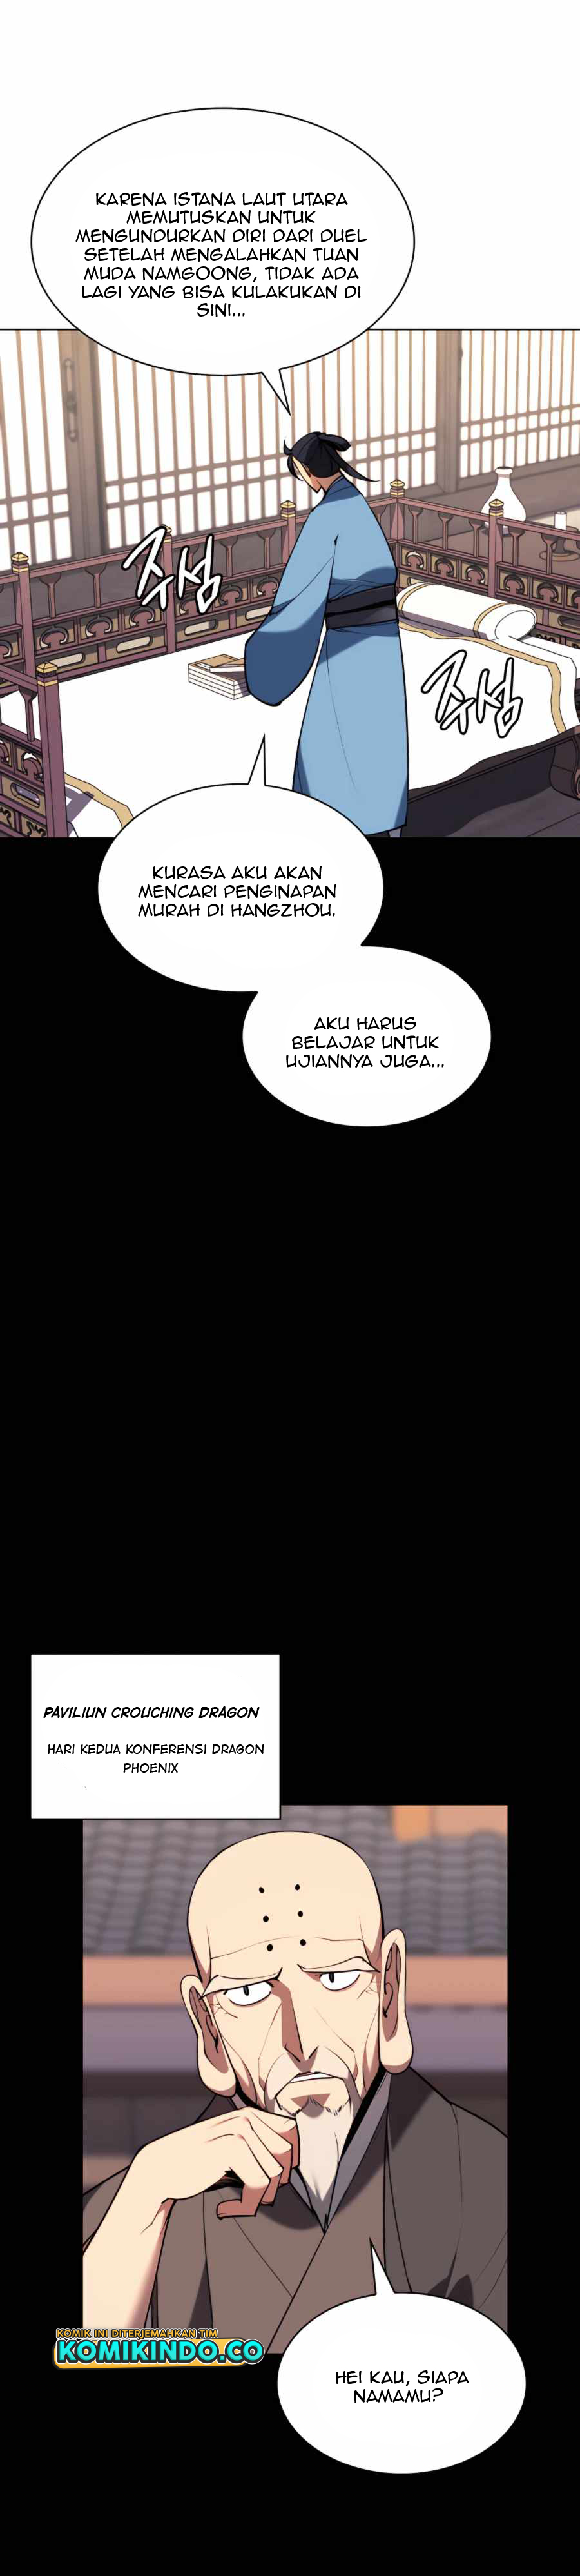 KARENA ISTANA LAUT UTARA
MEMUTUSKAN UNTUK
MENGUNDURKAN DIRI DARI DUEL
SETELAH MENGALAHKAN TUAN
MUDA NAMGOONG, TIDAK ADA
LAGI YANG BISA KULAKUKAN DI
SINI...
주섬
주섬
KURASA AKU AKAN
MENCARI PENGINAPAN
MURAH DI HANGZHOU.
AKU HARUS
BELAJAR UNTUK
UJIANNYA JUGA...
PAVILIUN CROUCHING DRAGON
HARI KEDUA KONFERENSI DRAGON
PHOENIX
KOMIK INI DITERJEMAHKAN TIM
KOMIKINDO.CO
HEI KAU, SIAPA
NAMAMU?